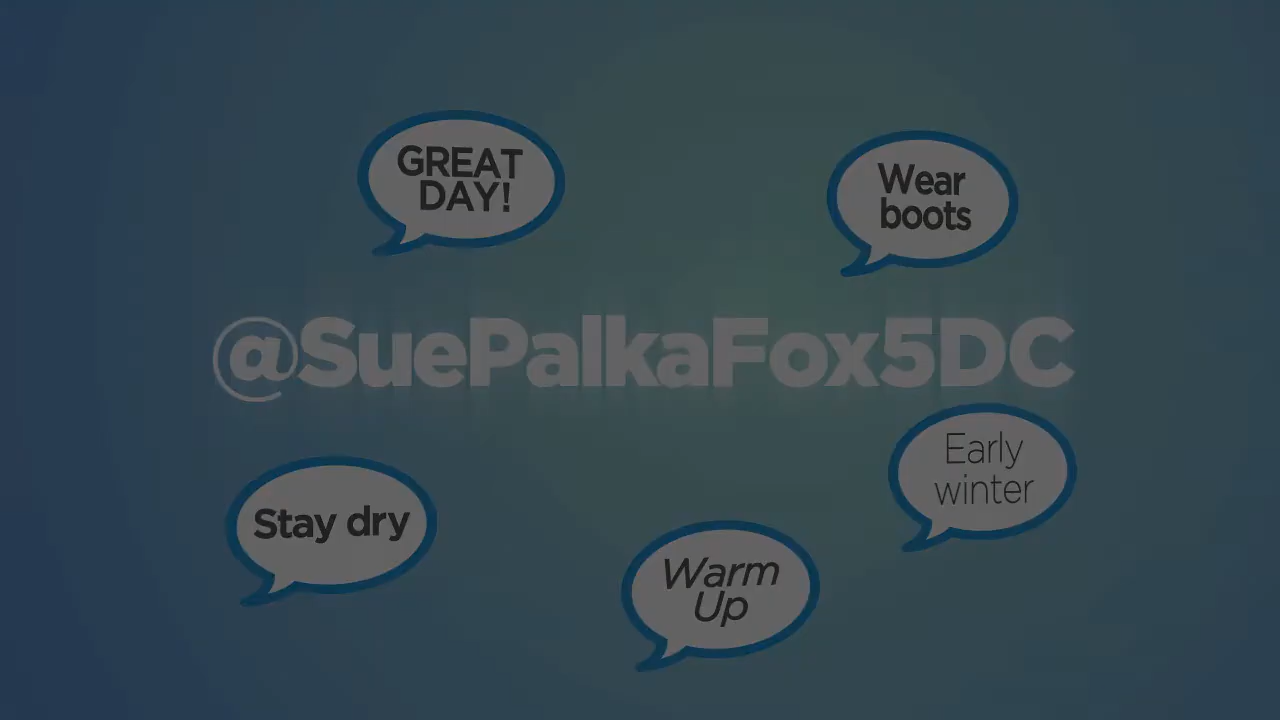 GREAT
DAY!
Wear
boots
@SuePalkaFox5DC
Early
winter
Stay dry
Warm
Up